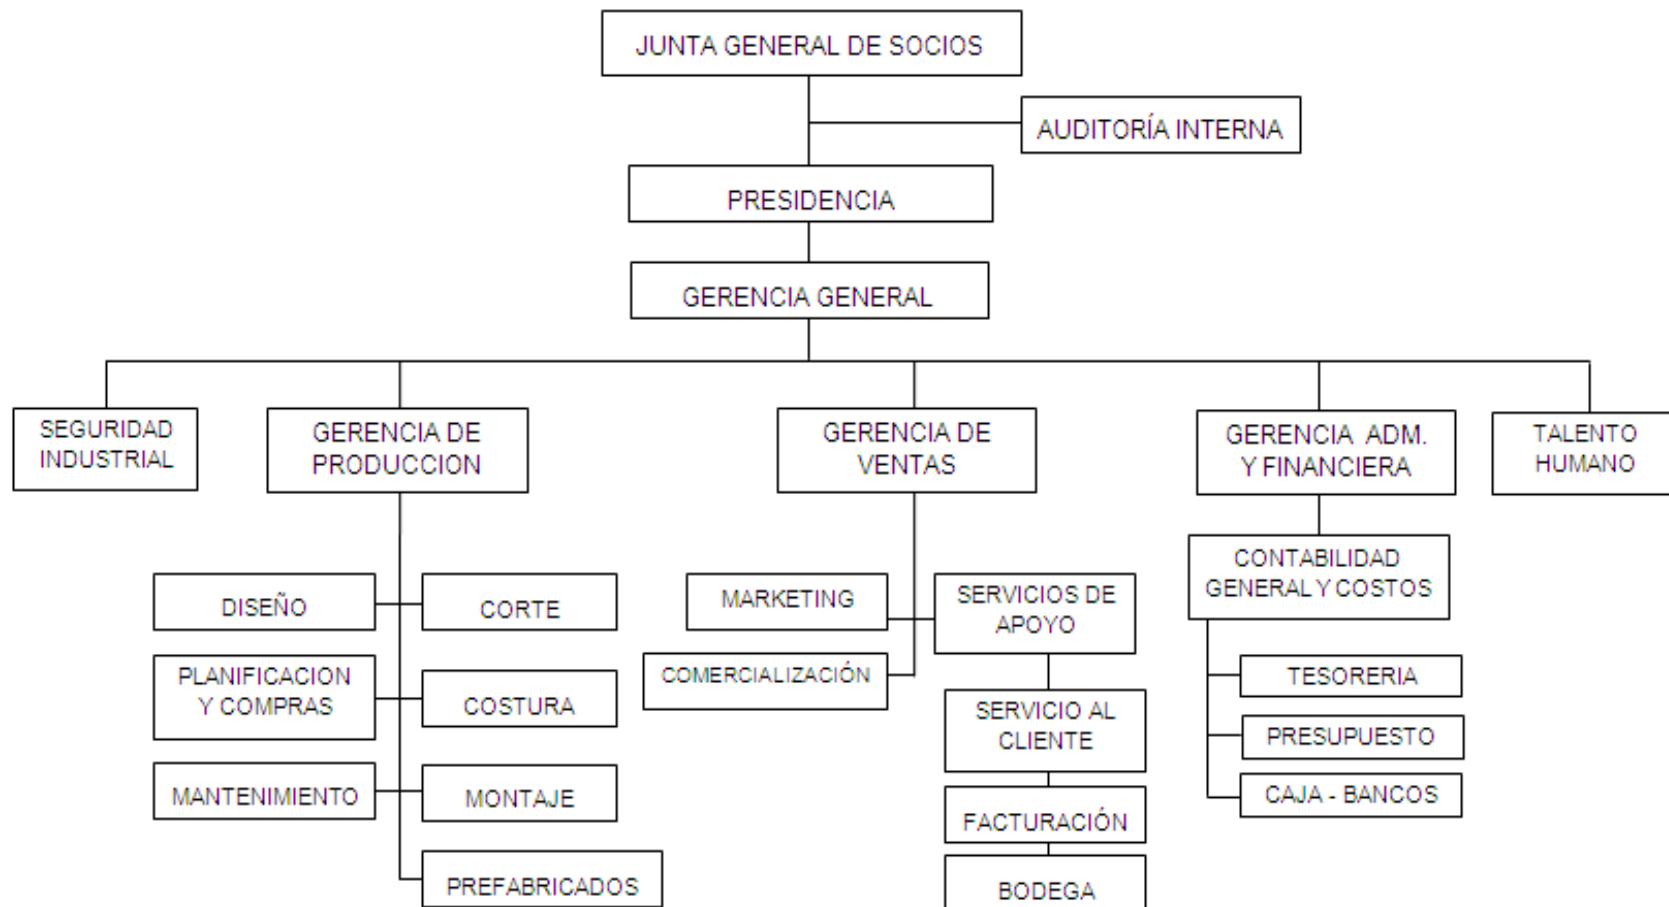 JUNTA GENERAL DE SOCIOS
AUDITORÍA INTERNA
PRESIDENCIA
GERENCIA GENERAL
SEGURIDAD
INDUSTRIAL
GERENCIA DE
PRODUCCION
GERENCIA DE
VENTAS
GERENCIA ADM.
Y FINANCIERA
TALENTO
HUMANO
DISEÑO
CORTE
PLANIFICACION
Y COMPRAS
COSTURA
MANTENIMIENTO
MONTAJE
PREFABRICADOS
MARKETING
SERVICIOS DE
APOYO
COMERCIALIZACIÓN
SERVICIO AL
CLIENTE
FACTURACIÓN
BODEGA
CONTABILIDAD
GENERAL Y COSTOS
TESORERIA
PRESUPUESTO
CAJA - BANCOS